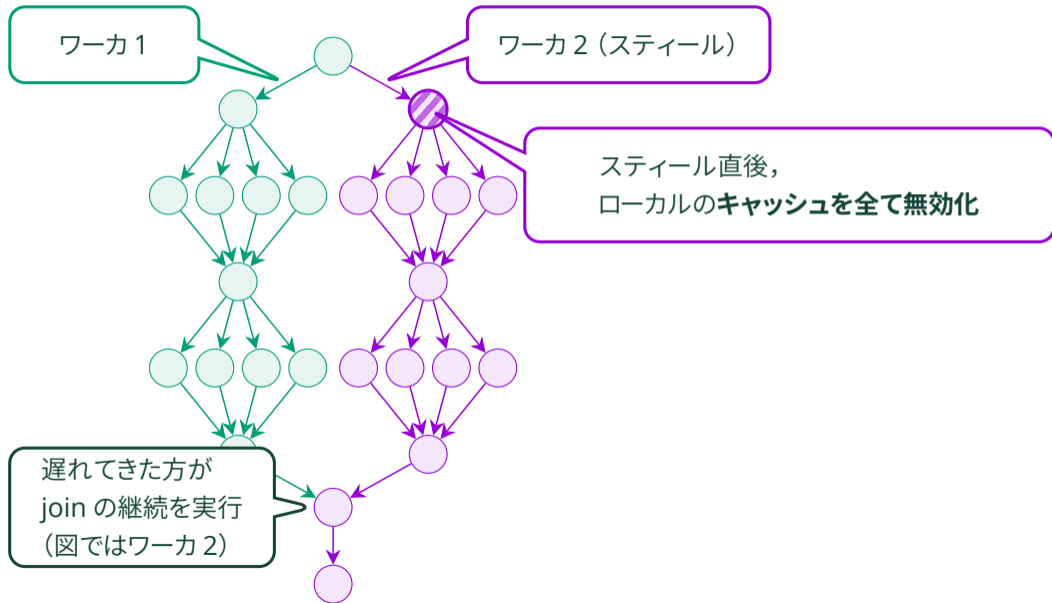 ワーカ 1
ワーカ 2（スティール）
スティール直後，
ローカルのキャッシュを全て無効化
遅れてきた方が
join の継続を実行
（図ではワーカ 2）